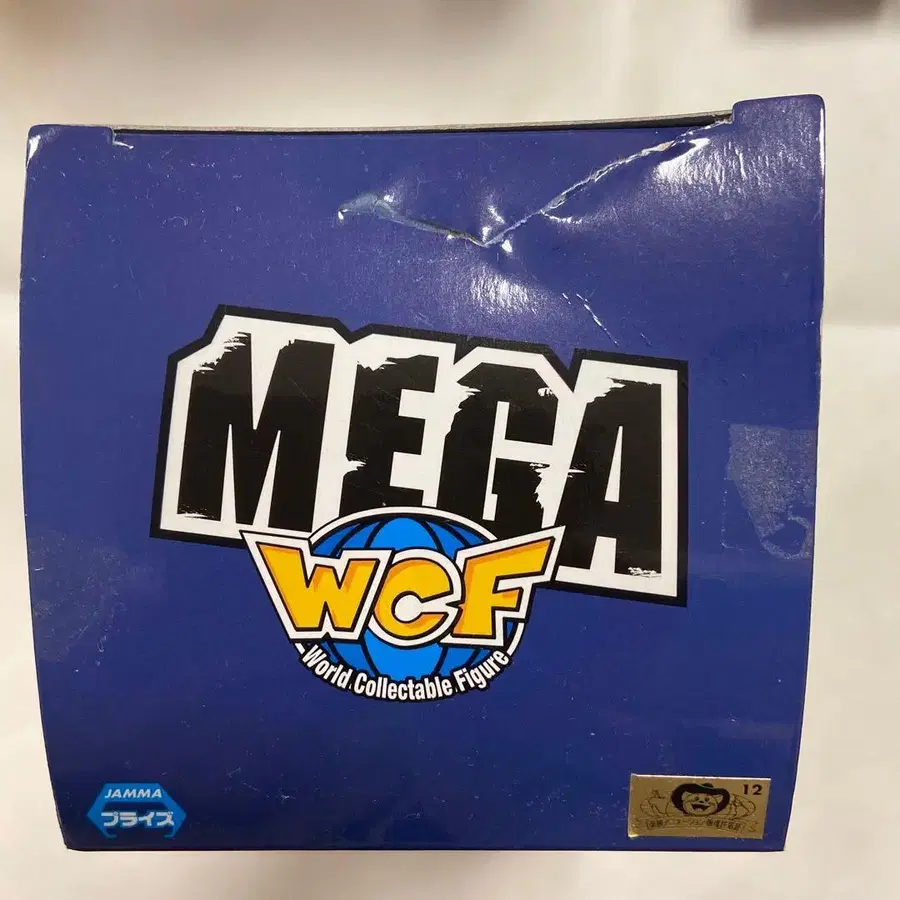 MEGA
WCF
World Collectable Figure
JAMMA
プライズ
12